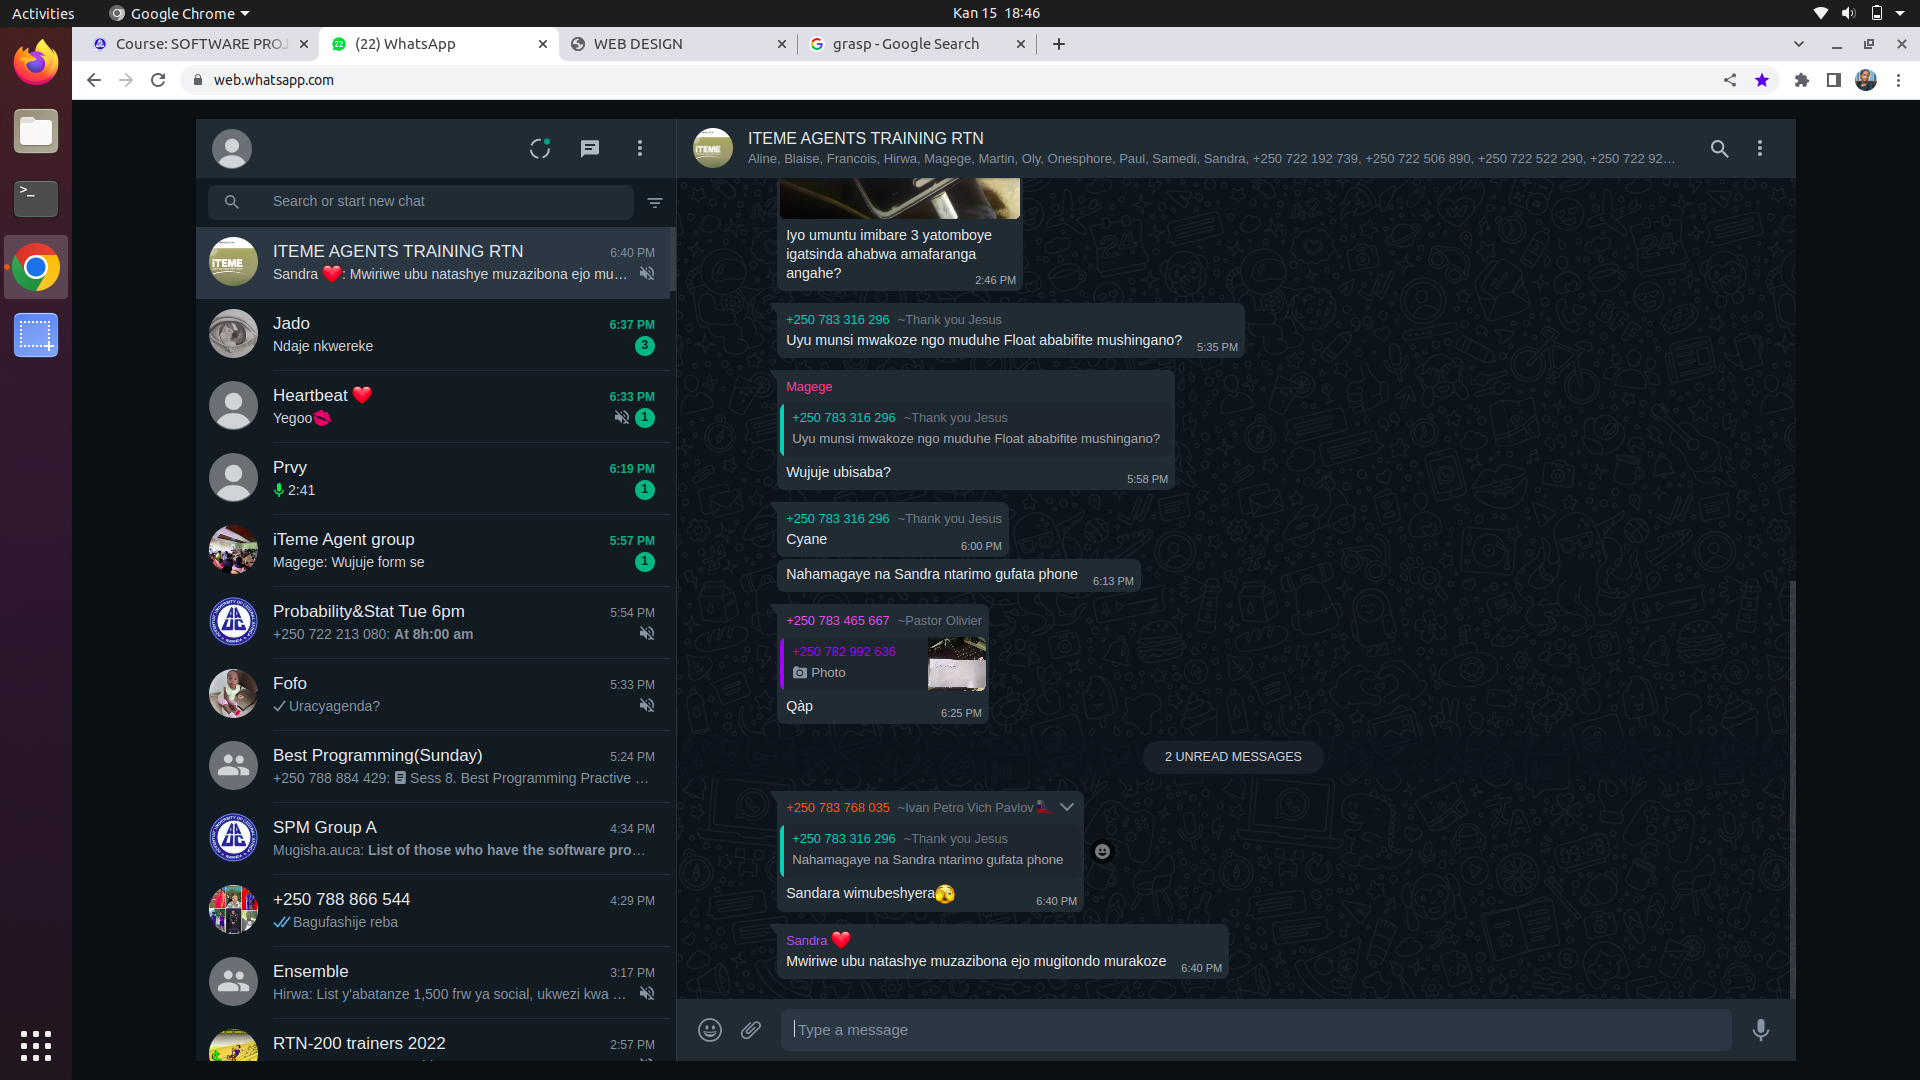 Activities
Google Chrome
Kan 15 18:46
Course: SOFTWARE PROJ
(22) WhatsApp
WEB DESIGN
grasp - Google Search
web.whatsapp.com
Search or start new chat
ITEME AGENTS TRAINING RTN
6:40 PM
Sandra ❤️: Mwiriwe ubu natashye muzazibona ejo mu…
Jado
6:37 PM
Ndaje nkwereke
3
Heartbeat ❤️
6:33 PM
Yegoo💋
1
Prvy
6:19 PM
2:41
1
iTeme Agent group
5:57 PM
Magege: Wujuje form se
1
Probability&Stat Tue 6pm
5:54 PM
+250 722 213 080: At 8h:00 am
Fofo
5:33 PM
Uracyagenda?
Best Programming(Sunday)
5:24 PM
+250 788 884 429: Sess 8. Best Programming Practive …
SPM Group A
4:34 PM
Mugisha.auca: List of those who have the software pro…
+250 788 866 544
4:29 PM
Bagufashije reba
Ensemble
3:17 PM
Hirwa: List y'abatanze 1,500 frw ya social, ukwezi kwa …
RTN-200 trainers 2022
2:57 PM
ITEME AGENTS TRAINING RTN
Aline, Blaise, Francois, Hirwa, Magege, Martin, Oly, Onesphore, Paul, Samedi, Sandra, +250 722 192 739, +250 722 506 890, +250 722 522 290, +250 722 92…
Iyo umuntu imibare 3 yatomboye
igatsinda ahabwa amafaranga
angahe?
2:46 PM
+250 783 316 296 ~Thank you Jesus
Uyu munsi mwakoze ngo muduhe Float ababifite mushingano?
5:35 PM
Magege
+250 783 316 296 ~Thank you Jesus
Uyu munsi mwakoze ngo muduhe Float ababifite mushingano?
Wujuje ubisaba?
5:58 PM
+250 783 316 296 ~Thank you Jesus
Cyane
6:00 PM
Nahamagaye na Sandra ntarimo gufata phone
6:13 PM
+250 783 465 667 ~Pastor Olivier
+250 782 992 636
Photo
Qàp
6:25 PM
2 UNREAD MESSAGES
+250 783 768 035 ~Ivan Petro Vich Pavlov
+250 783 316 296 ~Thank you Jesus
Nahamagaye na Sandra ntarimo gufata phone
Sandara wimubeshyera🫣
6:40 PM
Sandra ❤️
Mwiriwe ubu natashye muzazibona ejo mugitondo murakoze
6:40 PM
Type a message